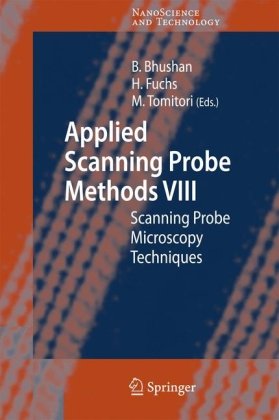 NanoScience
and Technology
B. Bhushan
H. Fuchs
M. Tomitori (Eds.)
Applied
Scanning Probe
Methods VIII
Scanning Probe
Microscopy
Techniques
Springer